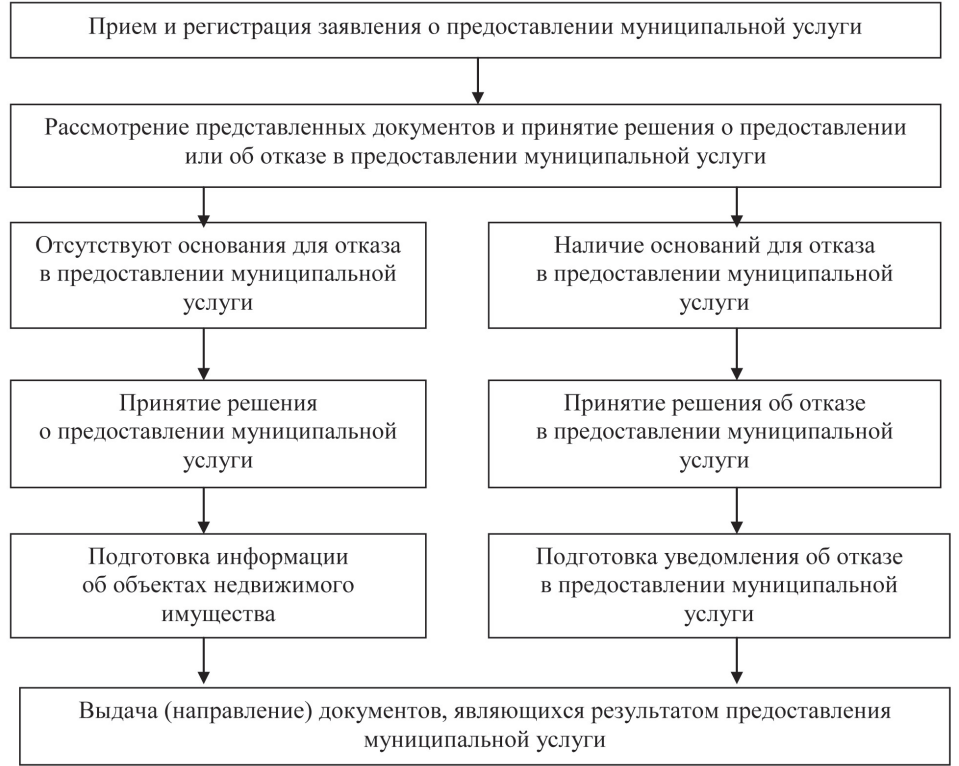 Прием и регистрация заявления о предоставлении муниципальной услуги
Рассмотрение представленных документов и принятие решения о предоставлении
или об отказе в предоставлении муниципальной услуги
Отсутствуют основания для отказа
в предоставлении муниципальной
услуги
Наличие оснований для отказа
в предоставлении муниципальной
услуги
Принятие решения
о предоставлении муниципальной
услуги
Принятие решения об отказе
в предоставлении муниципальной
услуги
Подготовка информации
об объектах недвижимого
имущества
Подготовка уведомления об отказе
в предоставлении муниципальной
услуги
Выдача (направление) документов, являющихся результатом предоставления
муниципальной услуги